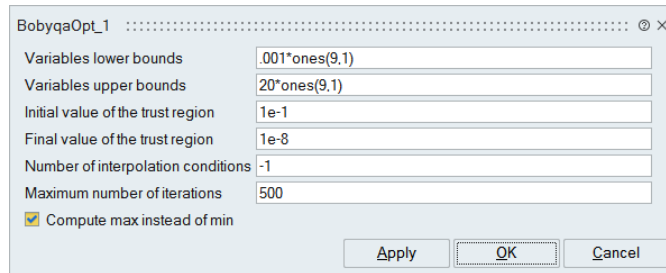 BobyqaOpt_1
Variables lower bounds .001*ones(9,1)
Variables upper bounds 20*ones(9,1)
Initial value of the trust region 1e-1
Final value of the trust region 1e-8
Number of interpolation conditions -1
Maximum number of iterations 500
Compute max instead of min
Apply OK Cancel